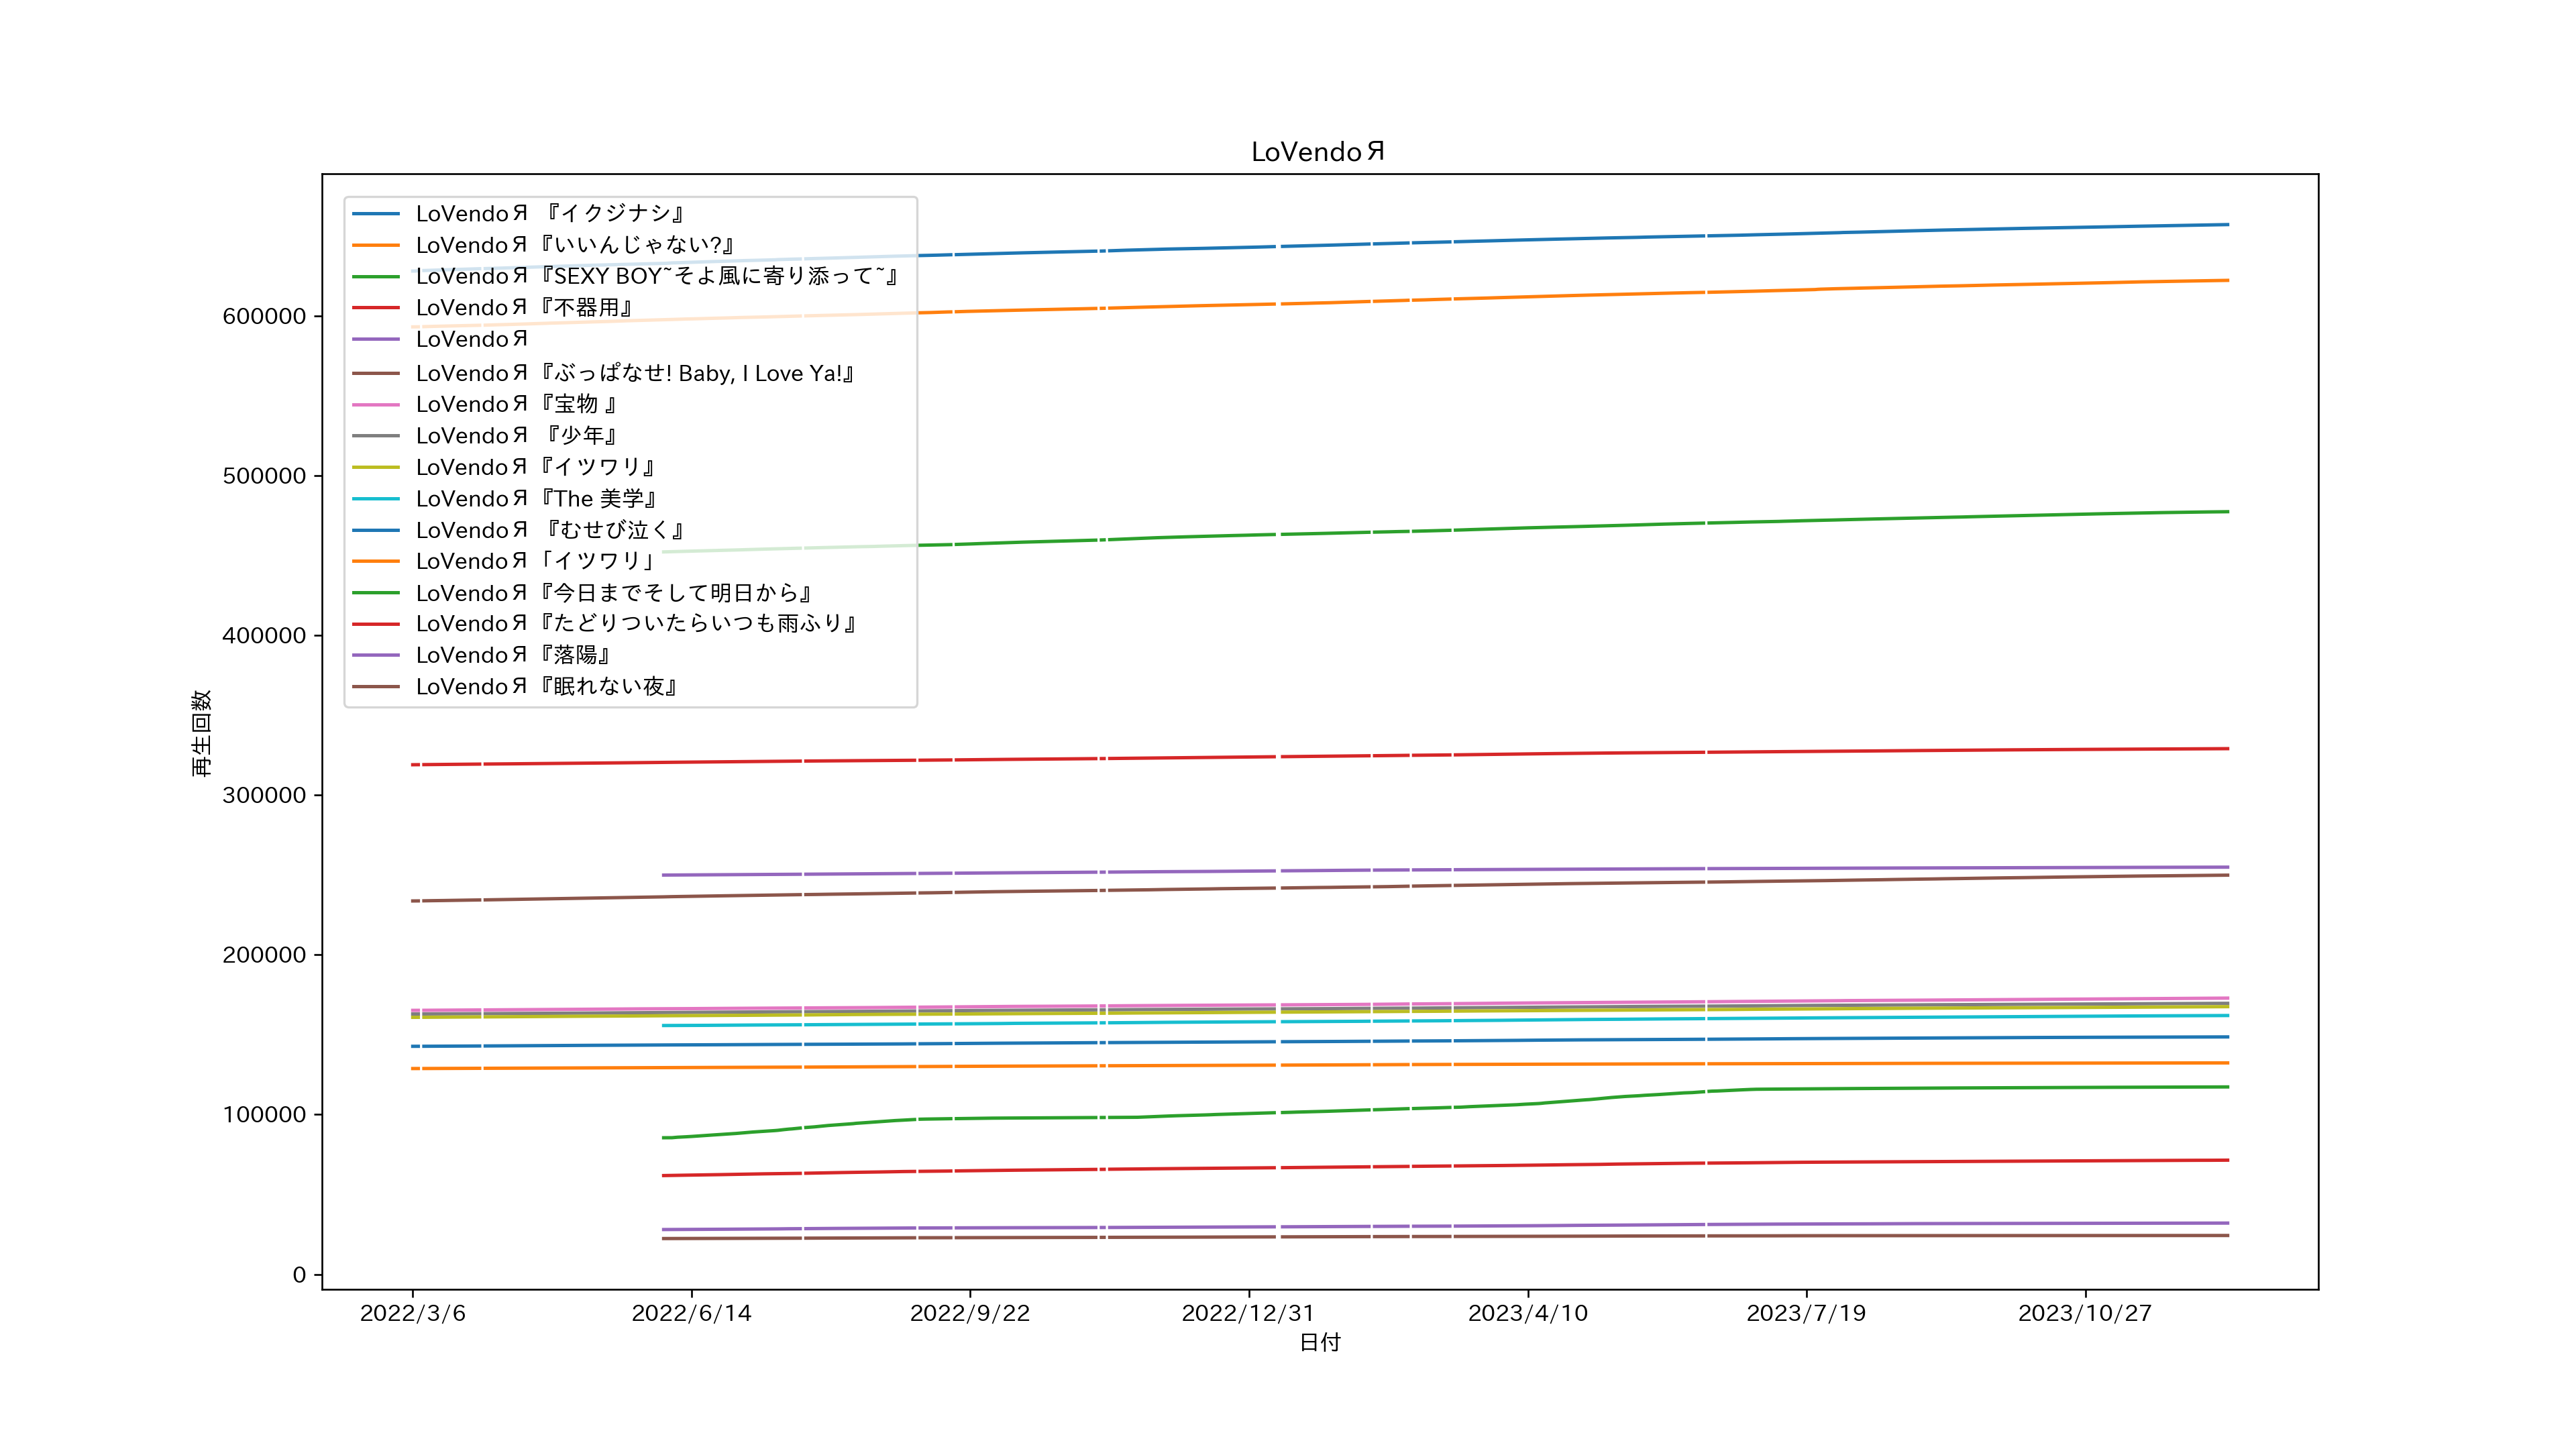 LoVendoЯ
LoVendoЯ 『イクジナシ』
LoVendoЯ『いいんじゃない?』
LoVendoЯ『SEXY BOY~そよ風に寄り添って~』
LoVendoЯ『不器用』
LoVendoЯ
LoVendoЯ『ぶっぱなせ! Baby, I Love Ya!』
LoVendoЯ『宝物 』
LoVendoЯ 『少年』
LoVendoЯ『イツワリ』
LoVendoЯ『The 美学』
LoVendoЯ 『むせび泣く』
LoVendoЯ「イツワリ」
LoVendoЯ『今日までそして明日から』
LoVendoЯ『たどりついたらいつも雨ふり』
LoVendoЯ『落陽』
LoVendoЯ『眠れない夜』
600000
500000
400000
300000
200000
100000
0
再生回数
2022/3/6
2022/6/14
2022/9/22
2022/12/31
2023/4/10
2023/7/19
2023/10/27
日付